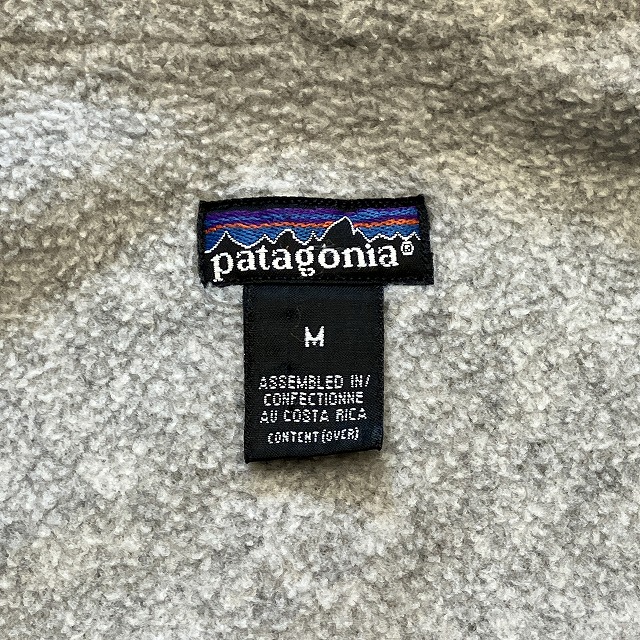 patagonia®
M
ASSEMBLED IN/
CONFECTIONNE
AU COSTA RICA
CONTENT (OVER)